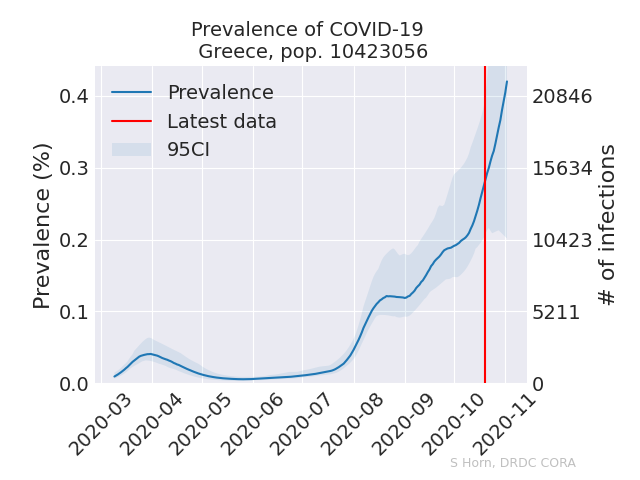 Prevalence of COVID-19
Greece, pop. 10423056
Prevalence
Latest data
95CI
Prevalence (%)
0.4
0.3
0.2
0.1
0.0
20846
15634
10423
5211
0
# of infections
2020-03
2020-04
2020-05
2020-06
2020-07
2020-08
2020-09
2020-10
2020-11
S Horn, DRDC CORA